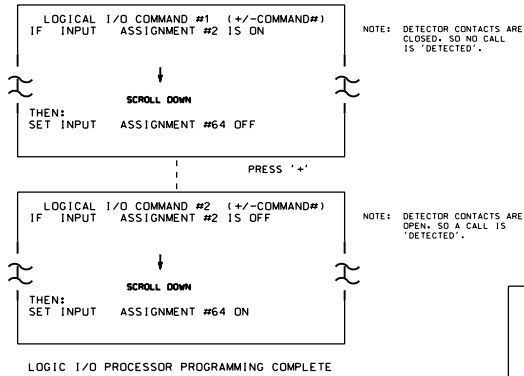 LOGICAL I/O COMMAND #1 (+/-COMMAND#)
IF INPUT ASSIGNMENT #2 IS ON
NOTE: DETECTOR CONTACTS ARE
CLOSED, SO NO CALL
IS 'DETECTED'.
SCROLL DOWN
THEN:
SET INPUT ASSIGNMENT #64 OFF
PRESS '+'
LOGICAL I/O COMMAND #2 (+/-COMMAND#)
IF INPUT ASSIGNMENT #2 IS OFF
NOTE: DETECTOR CONTACTS ARE
OPEN, SO A CALL IS
'DETECTED'.
SCROLL DOWN
THEN:
SET INPUT ASSIGNMENT #64 ON
LOGIC I/O PROCESSOR PROGRAMMING COMPLETE